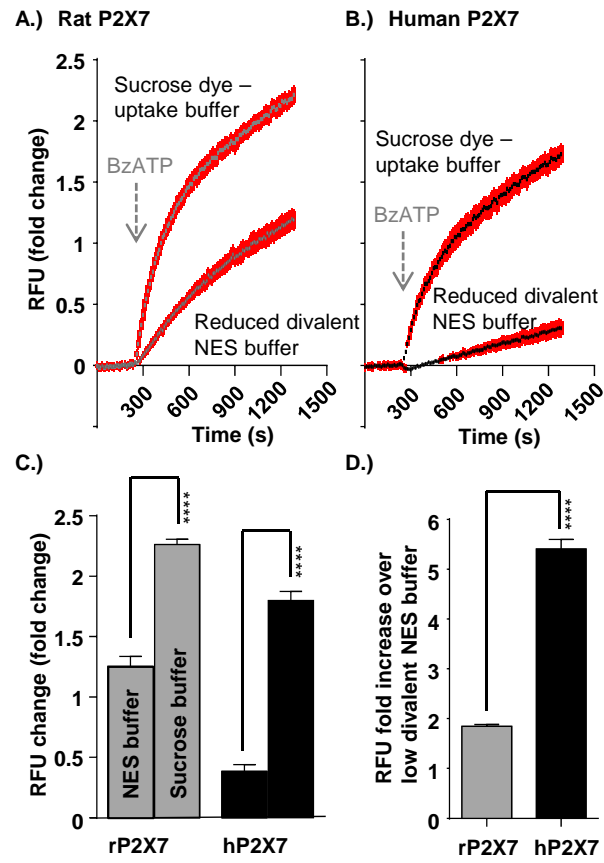 A.) Rat P2X7
B.) Human P2X7
RFU (fold change)
2.5
2
1.5
1
0.5
0
Sucrose dye –
uptake buffer
BzATP
Reduced divalent
NES buffer
300
600
900
1200
1500
Time (s)
Sucrose dye –
uptake buffer
BzATP
Reduced divalent
NES buffer
300
600
900
1200
1500
Time (s)
C.)
RFU change (fold change)
2.5
2
1.5
1
0.5
0
****
****
NES buffer
Sucrose buffer
rP2X7
hP2X7
D.)
RFU fold increase over
low divalent NES buffer
6
5
4
3
2
1
0
****
rP2X7
hP2X7